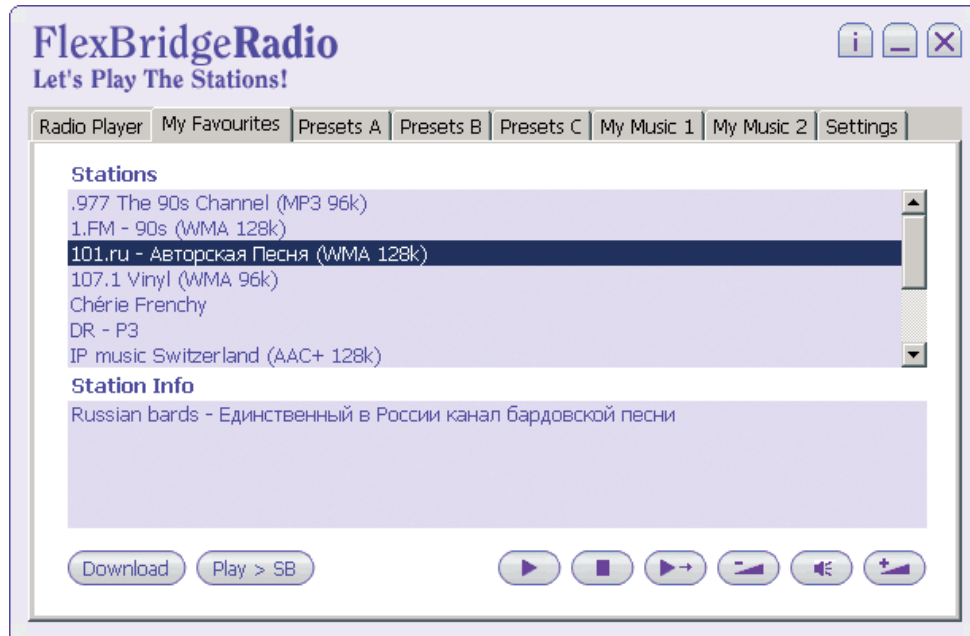 FlexBridgeRadio
Let's Play The Stations!
Radio Player My Favourites Presets A Presets B Presets C My Music 1 My Music 2 Settings
Stations
.977 The 90s Channel (MP3 96k)
1.FM - 90s (WMA 128k)
101.ru - Авторская Песня (WMA 128k)
107.1 Vinyl (WMA 96k)
Chérie Frenchy
DR - P3
IP music Switzerland (AAC+ 128k)
Station Info
Russian bards - Единственный в России канал бардовской песни
Download Play > SB